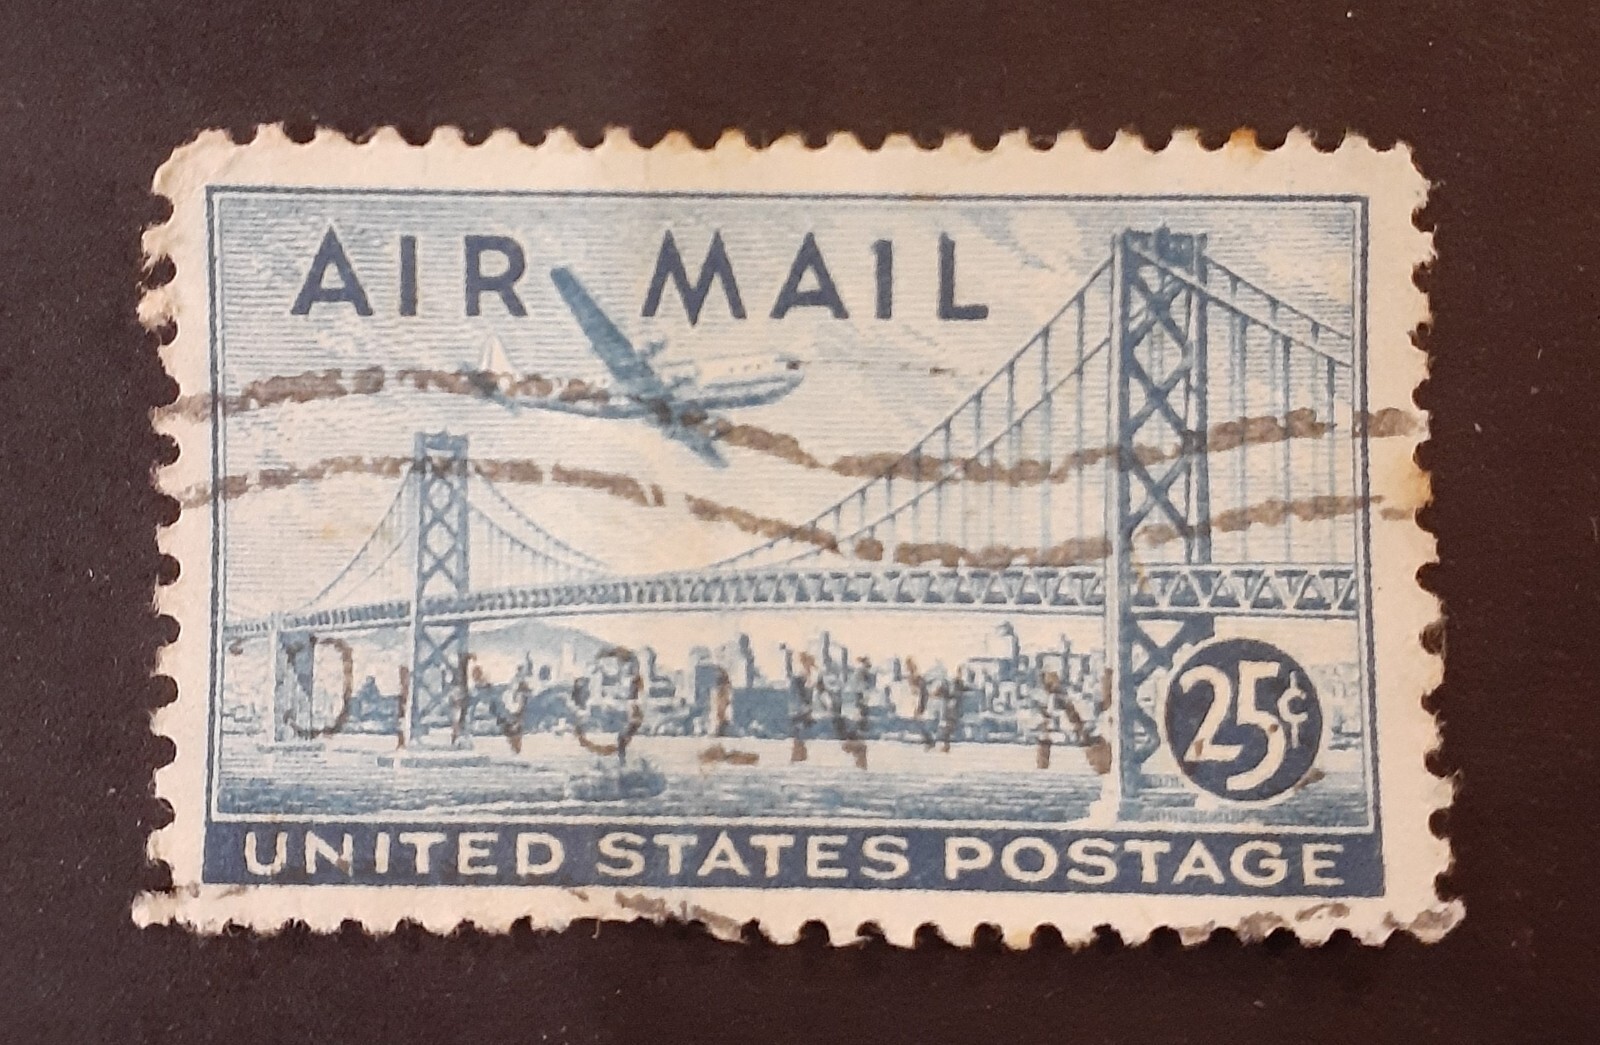 AIR MAIL
25¢
UNITED STATES POSTAGE